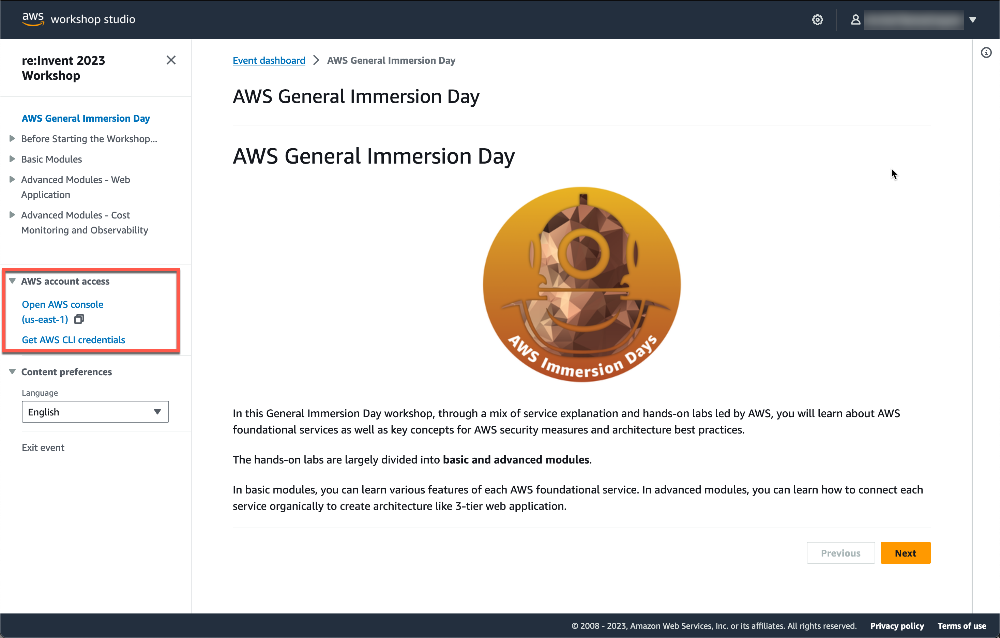 aws workshop studio
re:Invent 2023
Workshop
AWS General Immersion Day
Before Starting the Workshop...
Basic Modules
Advanced Modules - Web
Application
Advanced Modules - Cost
Monitoring and Observability
AWS account access
Open AWS console
(us-east-1)
Get AWS CLI credentials
Content preferences
Language
English
Exit event
Event dashboard
AWS General Immersion Day
AWS General Immersion Day
AWS General Immersion Day
AWS Immersion Days
In this General Immersion Day workshop, through a mix of service explanation and hands-on labs led by AWS, you will learn about AWS
foundational services as well as key concepts for AWS security measures and architecture best practices.
The hands-on labs are largely divided into basic and advanced modules.
In basic modules, you can learn various features of each AWS foundational service. In advanced modules, you can learn how to connect each
service organically to create architecture like 3-tier web application.
Previous
Next
© 2008 - 2023, Amazon Web Services, Inc. or its affiliates. All rights reserved.
Privacy policy
Terms of use